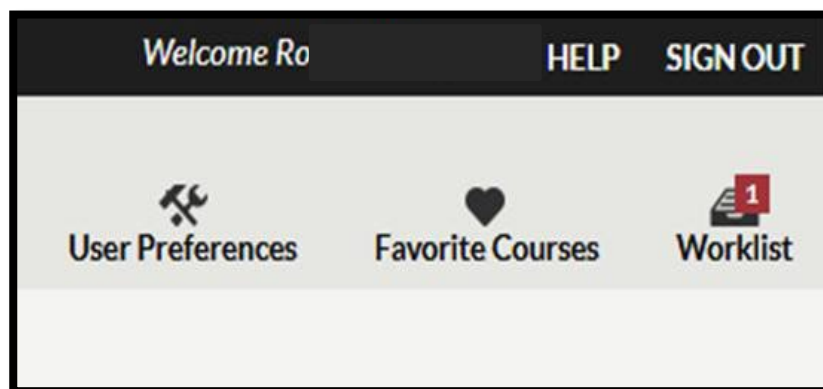 Welcome Ro HELP SIGN OUT
1
User Preferences Favorite Courses Worklist